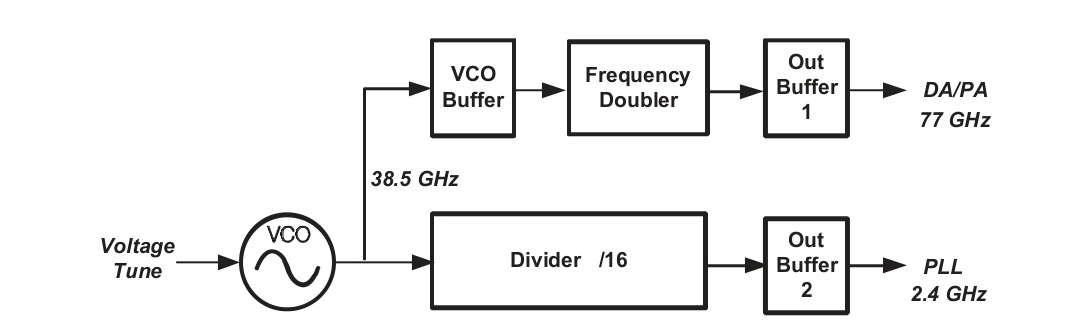 VCO
Buffer
Frequency
Doubler
Out
Buffer
1
DA/PA
77 GHz
38.5 GHz
Voltage
Tune
VCO
Divider /16
Out
Buffer
2
PLL
2.4 GHz